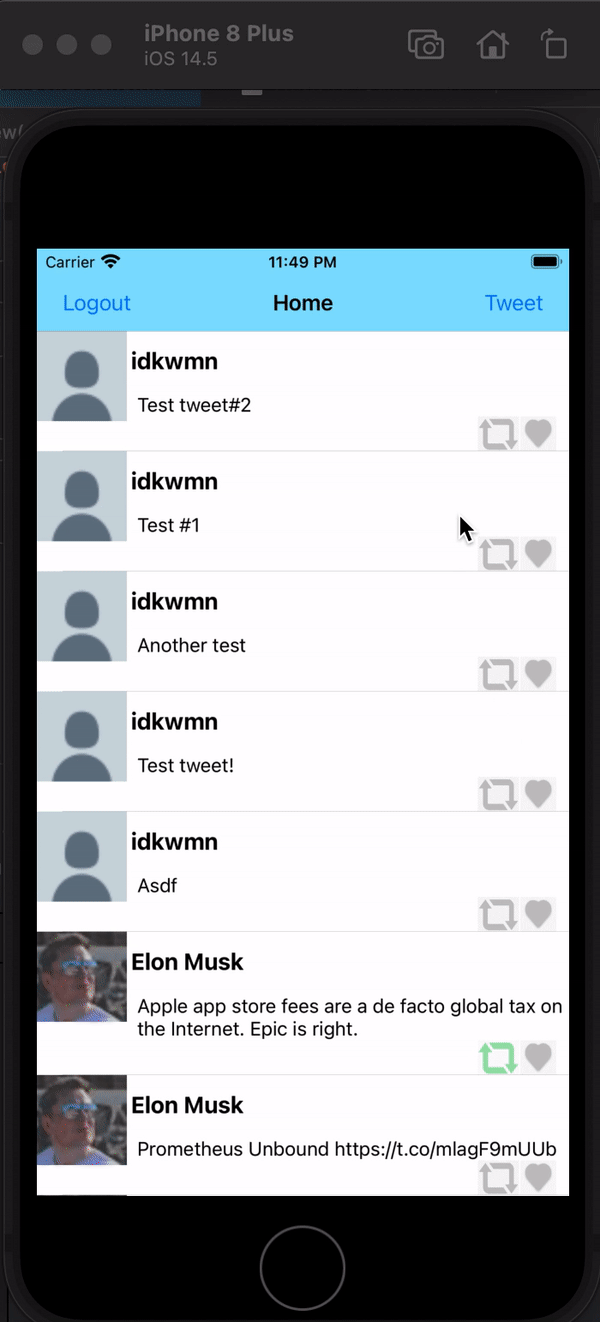 iPhone 8 Plus
iOS 14.5
ew(
Carrier
11:49 PM
Logout
Home
Tweet
idkwmn
Test tweet#2
idkwmn
Test #1
idkwmn
Another test
idkwmn
Test tweet!
idkwmn
Asdf
Elon Musk
Apple app store fees are a de facto global tax on
the Internet. Epic is right.
Elon Musk
Prometheus Unbound https://t.co/mlagF9mUUb